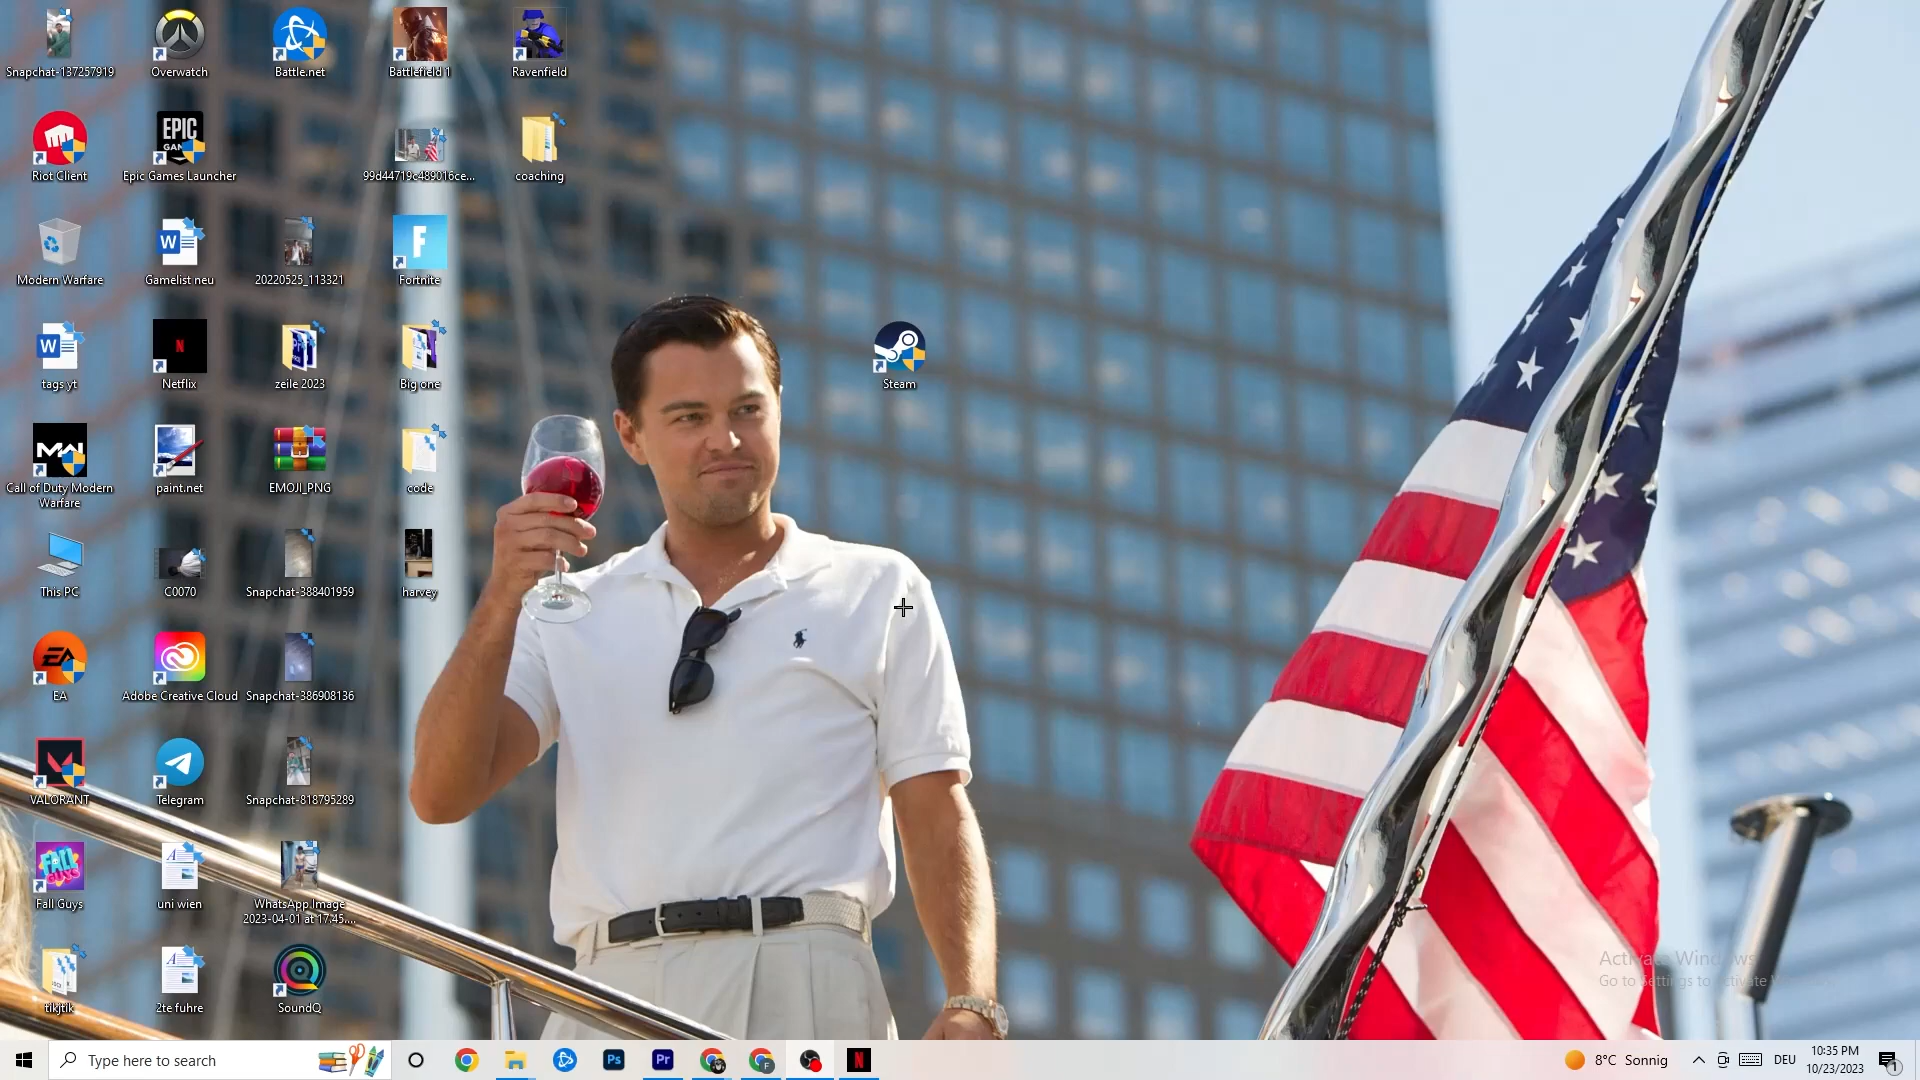 Snapchat-137257919
Overwatch
Battle.net
Battlefield 1
Ravenfield
Riot Client
EPIC
GAMES
Epic Games Launcher
99d44719c489016ce...
coaching
Modern Warfare
Gamelist neu
20220525_113321
Fortnite
tags yt
Netflix
zeile 2023
Big one
Steam
Call of Duty Modern
Warfare
paint.net
EMOJI_PNG
code
This PC
C0070
Snapchat-388401959
harvey
EA
Adobe Creative Cloud
Snapchat-386908136
VALORANT
Telegram
Snapchat-818795289
Fall Guys
uni wien
WhatsApp Image
2023-04-01 at 17.45....
tikjtik
2te fuhre
SoundQ
Activate Windows
Go to Settings to activate
Type here to search
Ps
Pr
8°C Sonnig
DEU
10:35 PM
10/23/2023